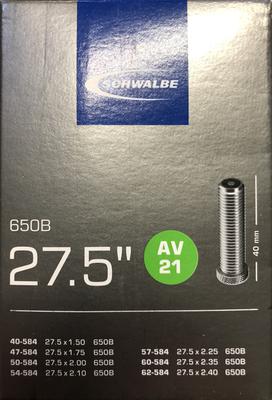 SCHWALBE
650B
27.5"
AV
21
40 mm
40-584 27.5 x 1.50 650B
47-584 27.5 x 1.75 650B
50-584 27.5 x 2.00 650B
54-584 27.5 x 2.10 650B
57-584 27.5 x 2.25 650B
60-584 27.5 x 2.35 650B
62-584 27.5 x 2.40 650B